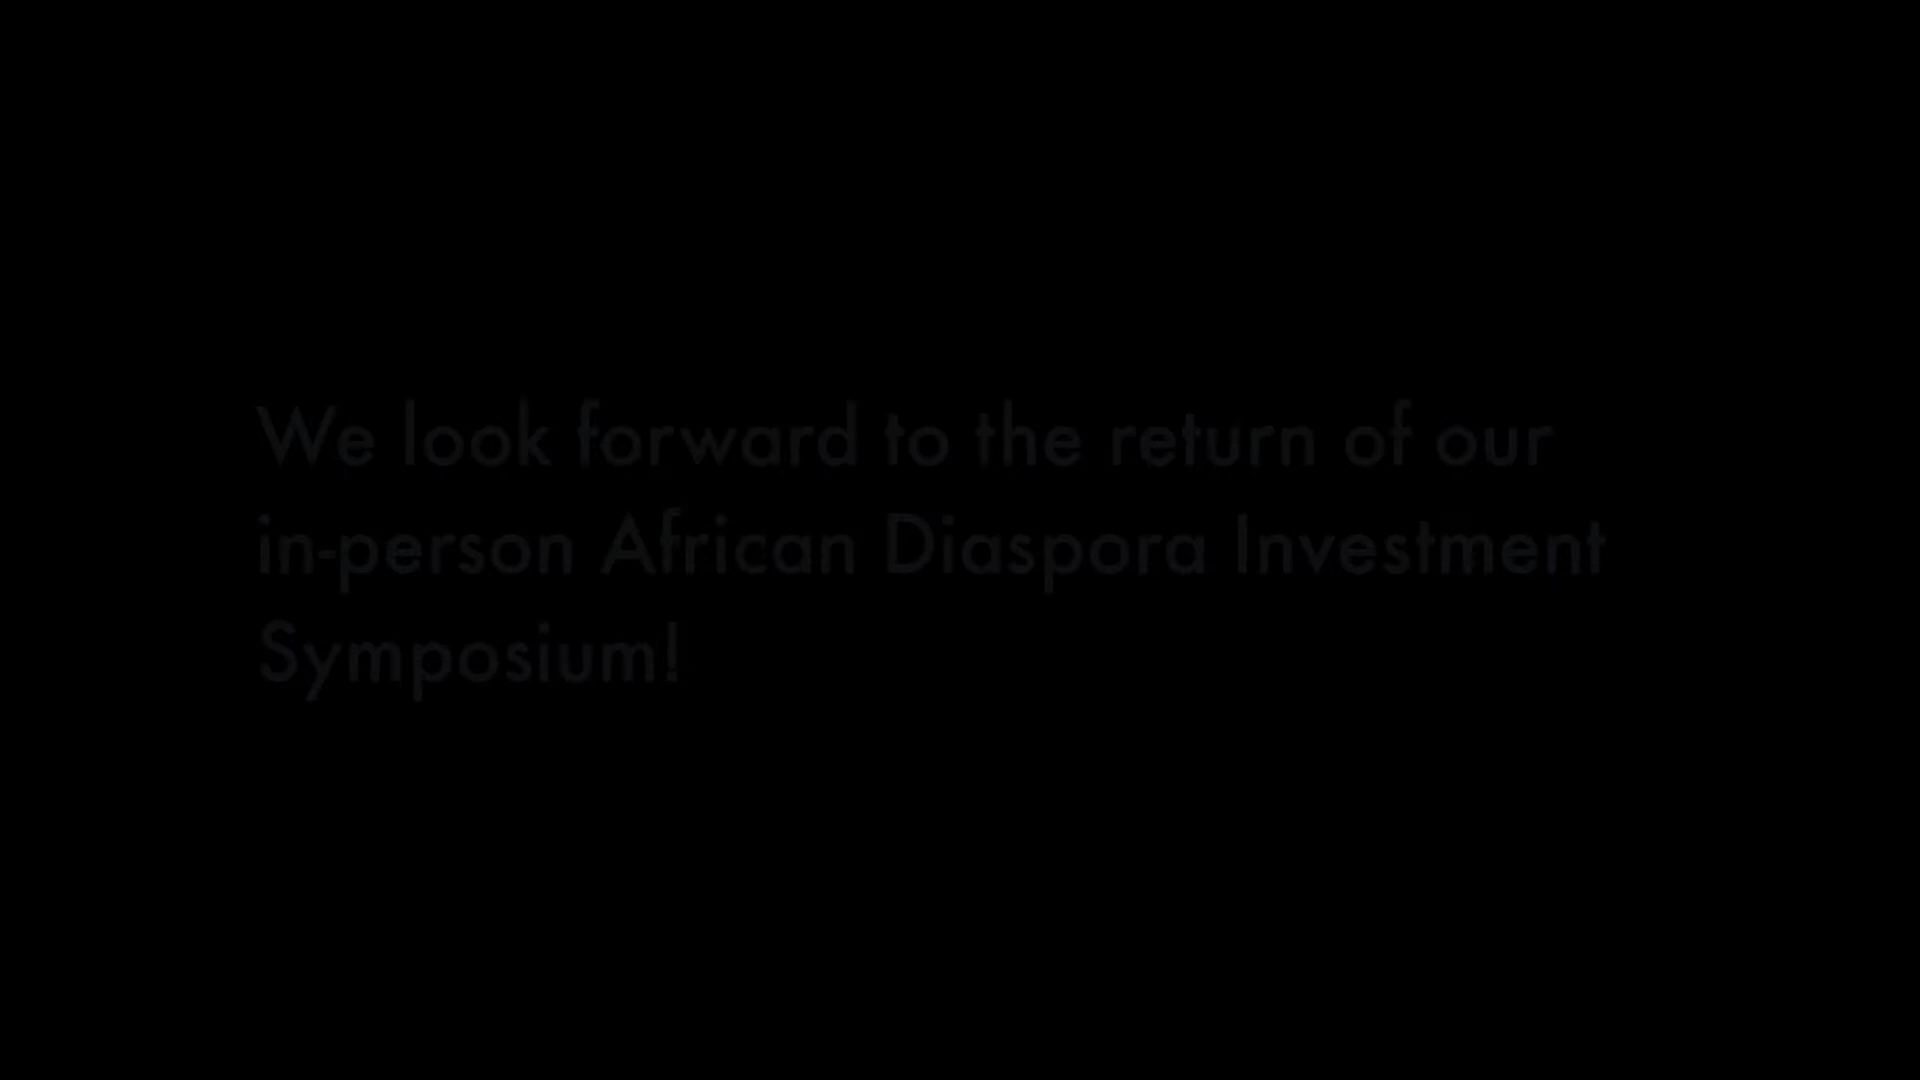 We look forward to the return of our
in-person African Diaspora Investment
Symposium!